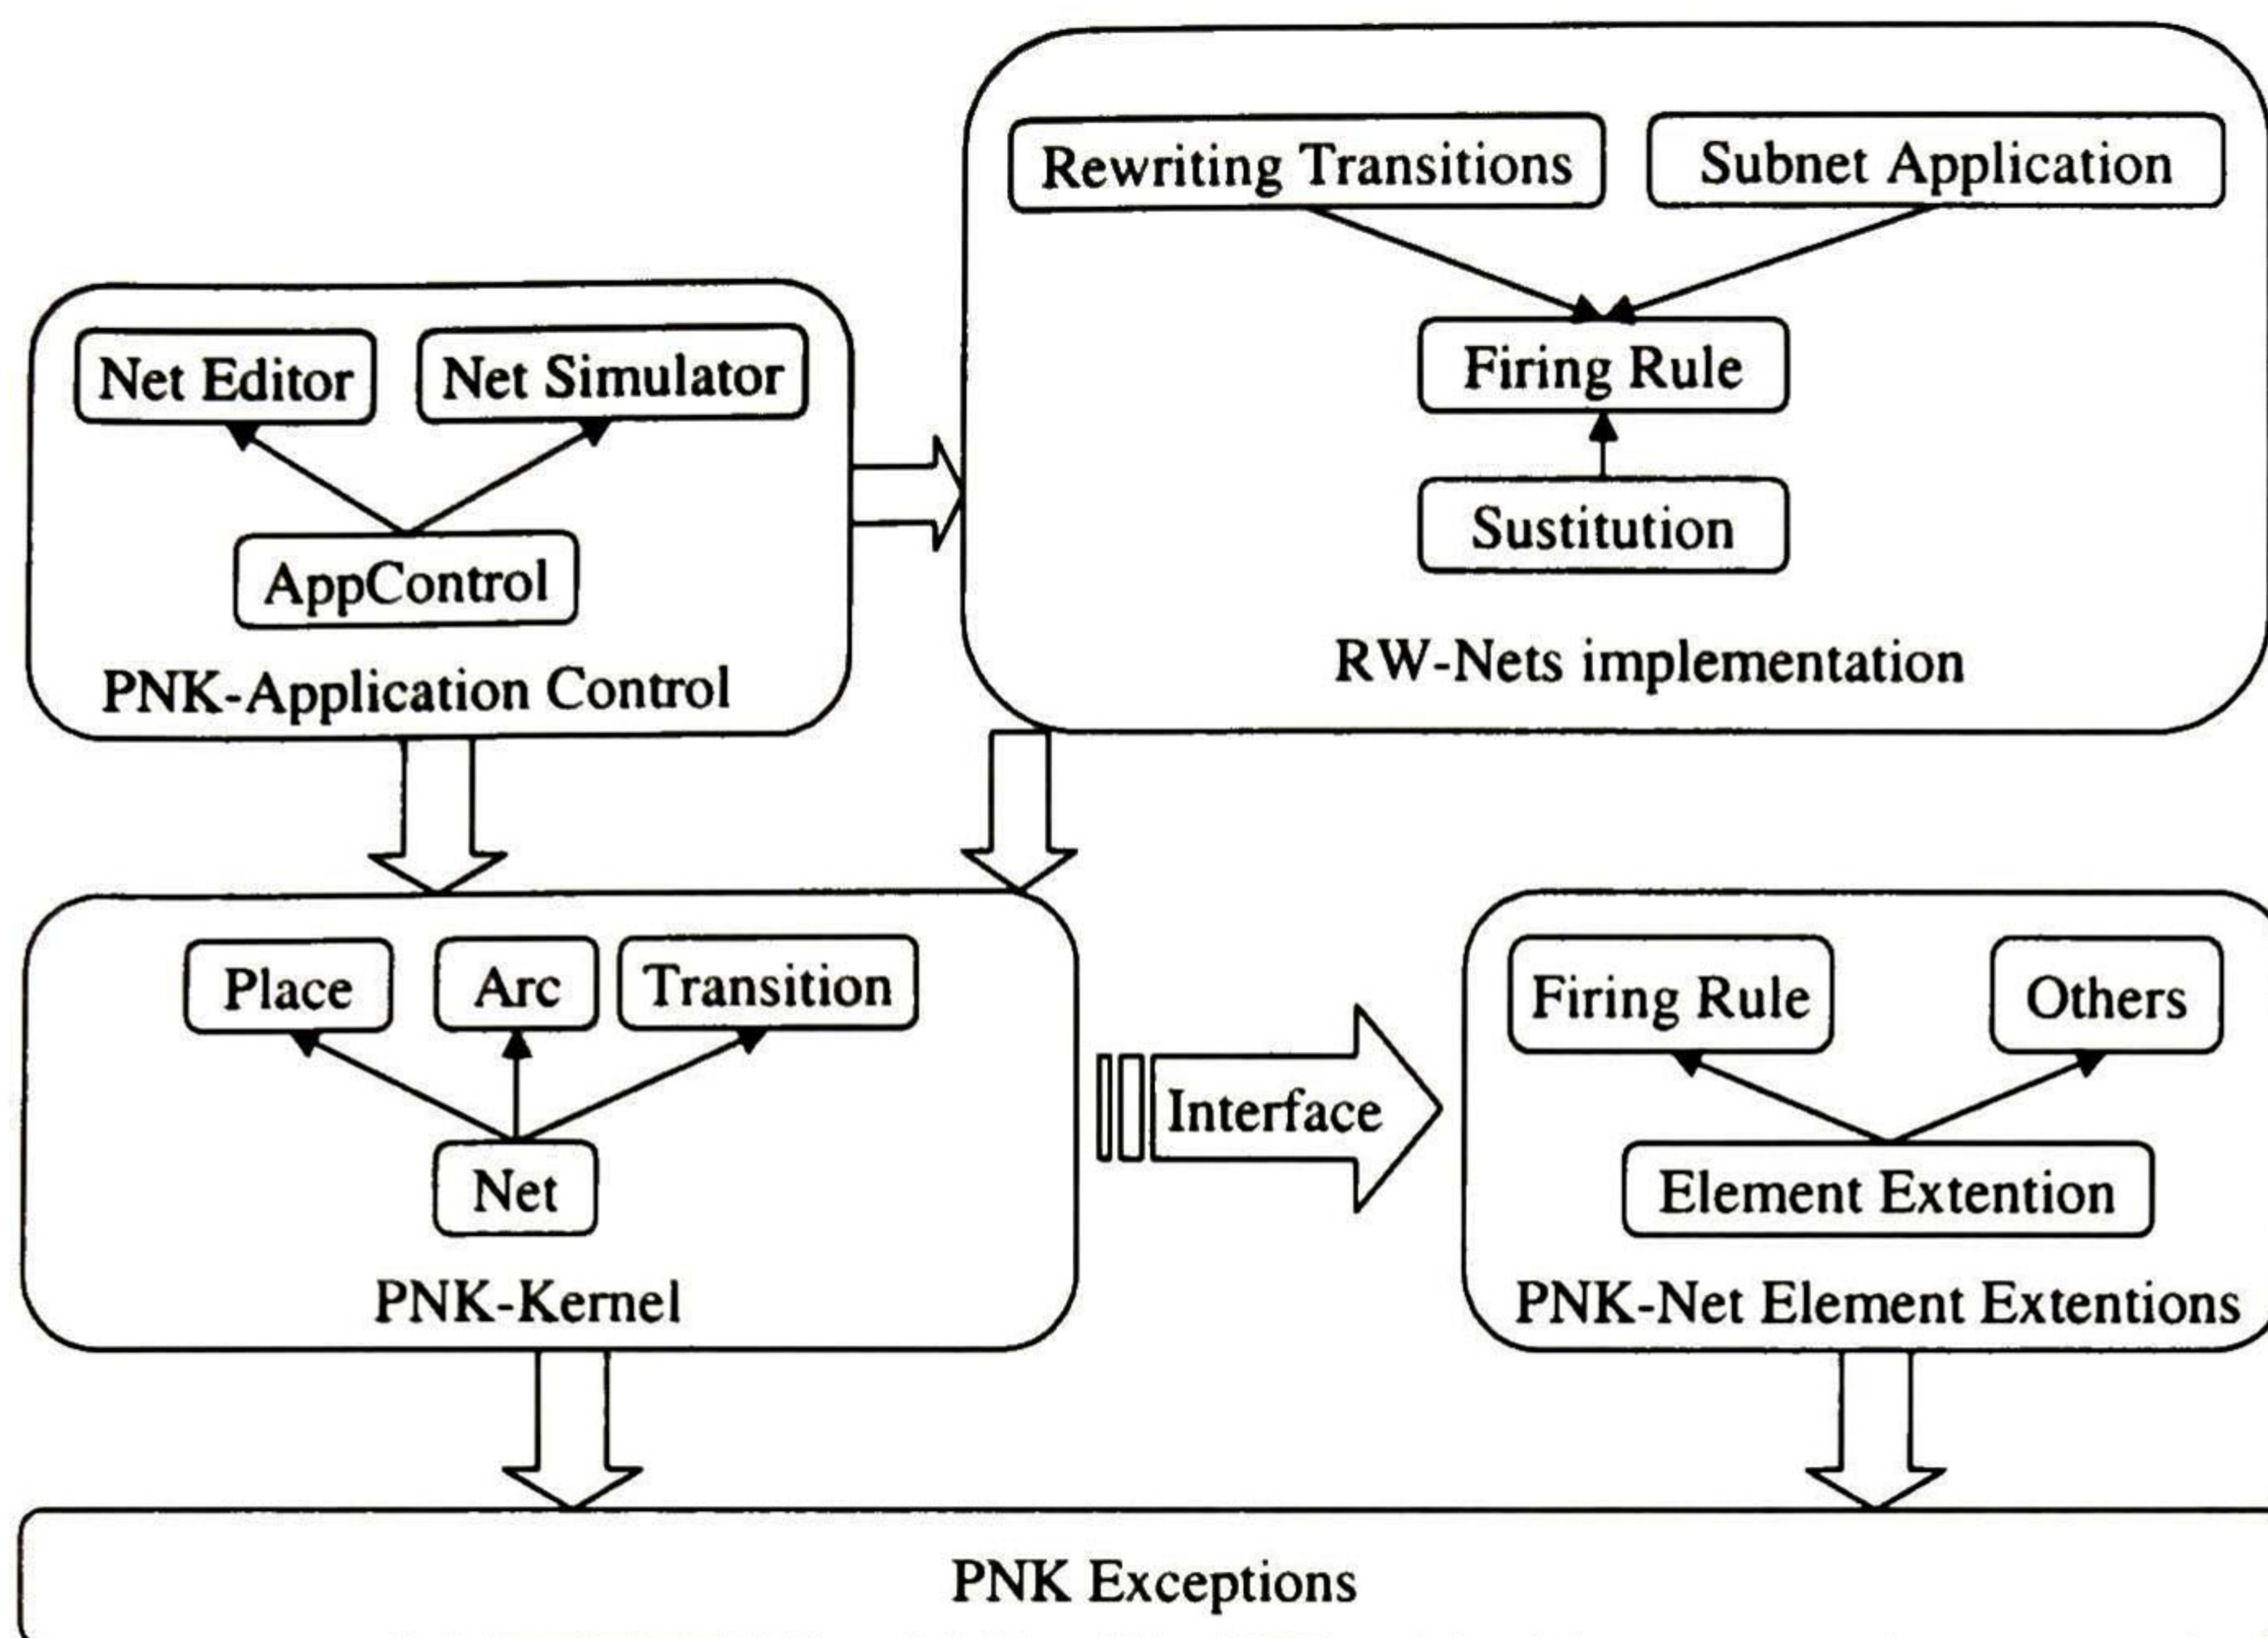 Rewriting Transitions
Subnet Application
Net Editor
Net Simulator
Firing Rule
AppControl
Sustitution
PNK-Application Control
RW-Nets implementation
Place
Arc
Transition
Firing Rule
Others
Interface
Net
Element Extention
PNK-Kernel
PNK-Net Element Extentions
PNK Exceptions